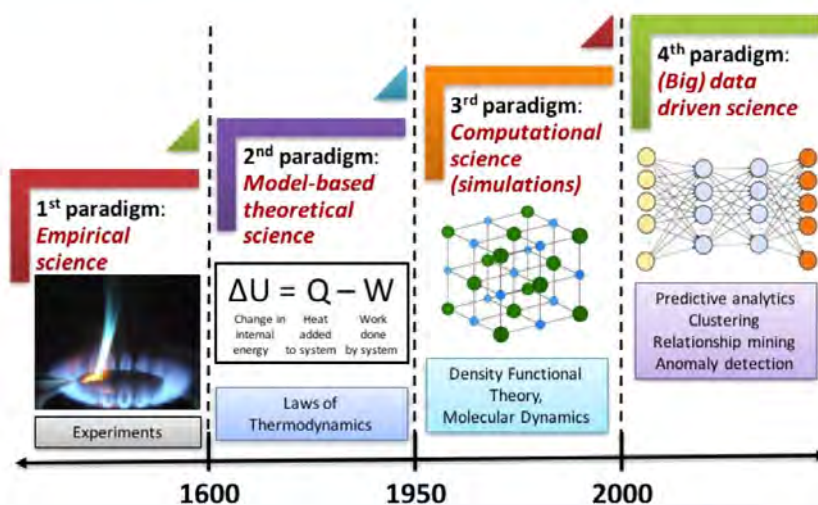 1st paradigm:
Empirical
science
Experiments
2nd paradigm:
Model-based
theoretical
science
ΔU = Q – W
Change in internal energy
Heat added to system
Work done by system
Laws of
Thermodynamics
3rd paradigm:
Computational
science
(simulations)
Density Functional
Theory,
Molecular Dynamics
4th paradigm:
(Big) data
driven science
Predictive analytics
Clustering
Relationship mining
Anomaly detection
1600
1950
2000